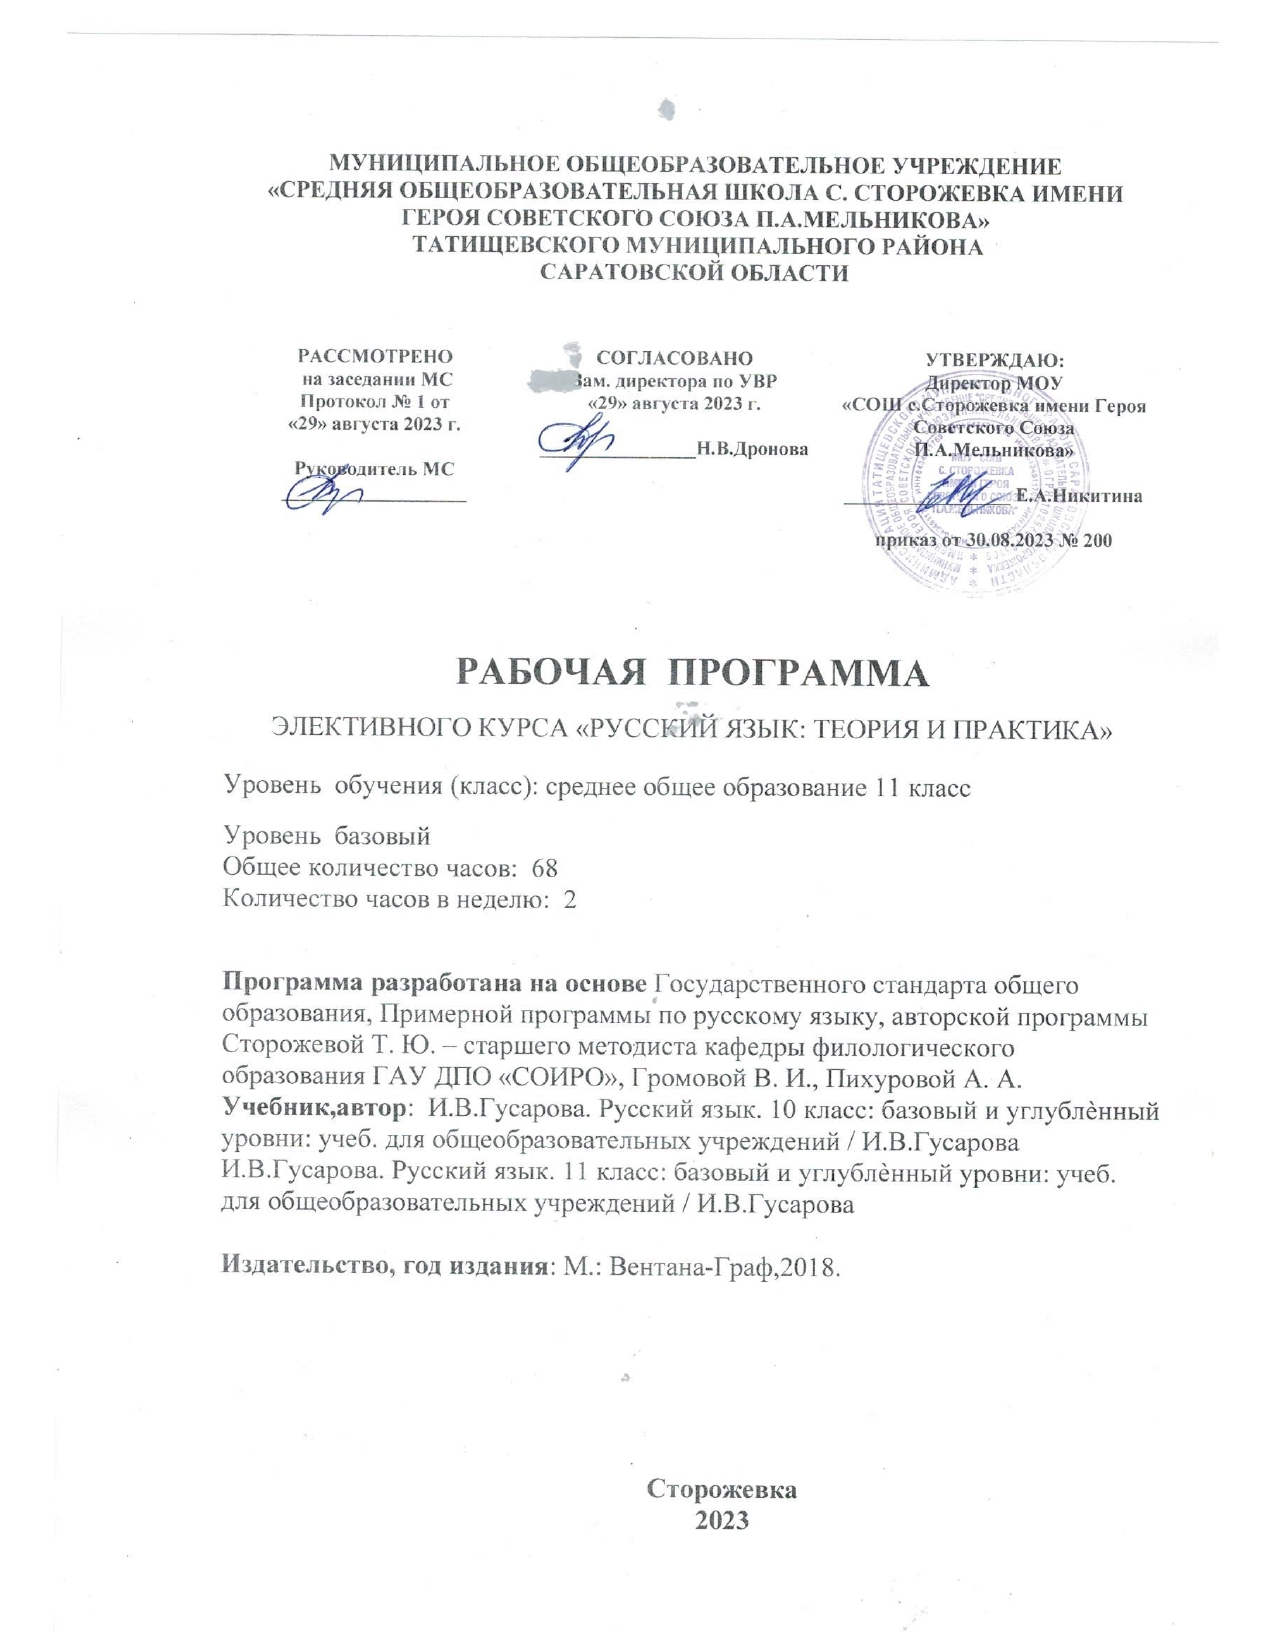 МУНИЦИПАЛЬНОЕ ОБЩЕОБРАЗОВАТЕЛЬНОЕ УЧРЕЖДЕНИЕ
«СРЕДНЯЯ ОБЩЕОБРАЗОВАТЕЛЬНАЯ ШКОЛА С. СТОРОЖЕВКА ИМЕНИ
ГЕРОЯ СОВЕТСКОГО СОЮЗА П.А.МЕЛЬНИКОВА»
ТАТИЩЕВСКОГО МУНИЦИПАЛЬНОГО РАЙОНА
САРАТОВСКОЙ ОБЛАСТИ
РАССМОТРЕНО
на заседании МС
Протокол № 1 от
«29» августа 2023 г.
Руководитель МС
СОГЛАСОВАНО
Зам. директора по УВР
«29» августа 2023 г.
Н.В.Дронова
УТВЕРЖДАЮ:
Директор МОУ
«СОШ с.Сторожевка имени Героя
Советского Союза
П.А.Мельникова»
Е.А.Никитина
приказ от 30.08.2023 № 200
РАБОЧАЯ ПРОГРАММА
ЭЛЕКТИВНОГО КУРСА «РУССКИЙ ЯЗЫК: ТЕОРИЯ И ПРАКТИКА»
Уровень обучения (класс): среднее общее образование 11 класс
Уровень базовый
Общее количество часов: 68
Количество часов в неделю: 2
Программа разработана на основе Государственного стандарта общего
образования, Примерной программы по русскому языку, авторской программы
Сторожевой Т. Ю. – старшего методиста кафедры филологического
образования ГАУ ДПО «СОИРО», Громовой В. И., Пихуровой А. А.
Учебник,автор: И.В.Гусарова. Русский язык. 10 класс: базовый и углублѐнный
уровни: учеб. для общеобразовательных учреждений / И.В.Гусарова
И.В.Гусарова. Русский язык. 11 класс: базовый и углублѐнный уровни: учеб.
для общеобразовательных учреждений / И.В.Гусарова
Издательство, год издания: М.: Вентана-Граф,2018.
Сторожевка
2023